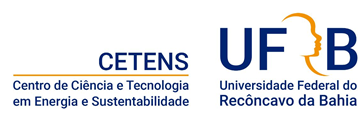 CETENS
Centro de Ciência e Tecnologia
em Energia e Sustentabilidade
UFRB
Universidade Federal do
Recôncavo da Bahia